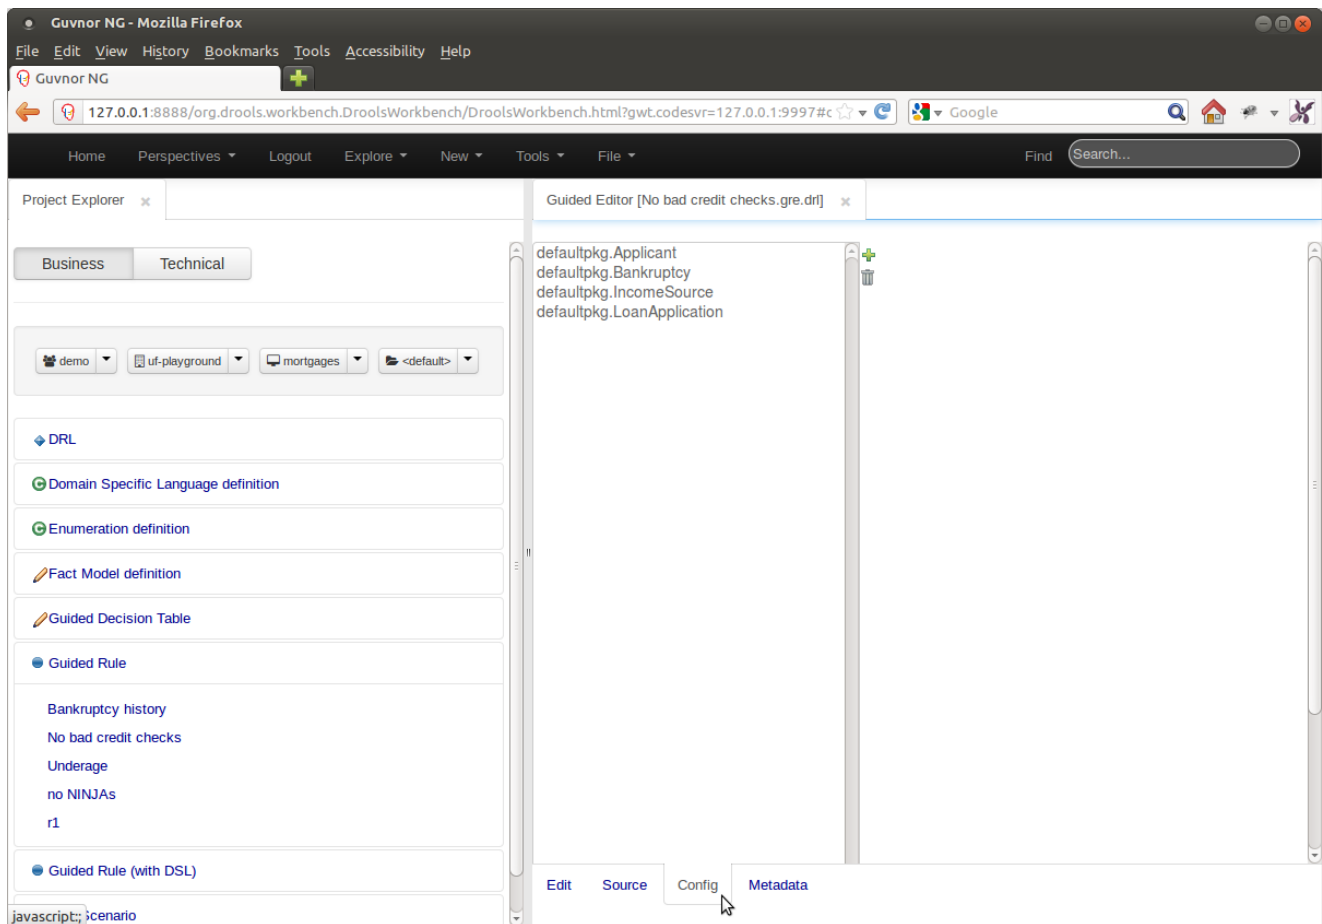 Guvnor NG - Mozilla Firefox
File Edit View History Bookmarks Tools Accessibility Help
Guvnor NG
127.0.0.1:8888/org.drools.workbench.DroolsWorkbench/DroolsWorkbench.html?gwt.codesvr=127.0.0.1:9997#c
Google
Home Perspectives Logout Explore New Tools File Find Search...
Project Explorer
Guided Editor [No bad credit checks.gre.drl]
Business Technical
demo uf-playground mortgages <default>
DRL
Domain Specific Language definition
Enumeration definition
Fact Model definition
Guided Decision Table
Guided Rule
Bankruptcy history
No bad credit checks
Underage
no NINJAs
r1
Guided Rule (with DSL)
javascript:; Scenario
defaultpkg.Applicant
defaultpkg.Bankruptcy
defaultpkg.IncomeSource
defaultpkg.LoanApplication
Edit Source Config Metadata